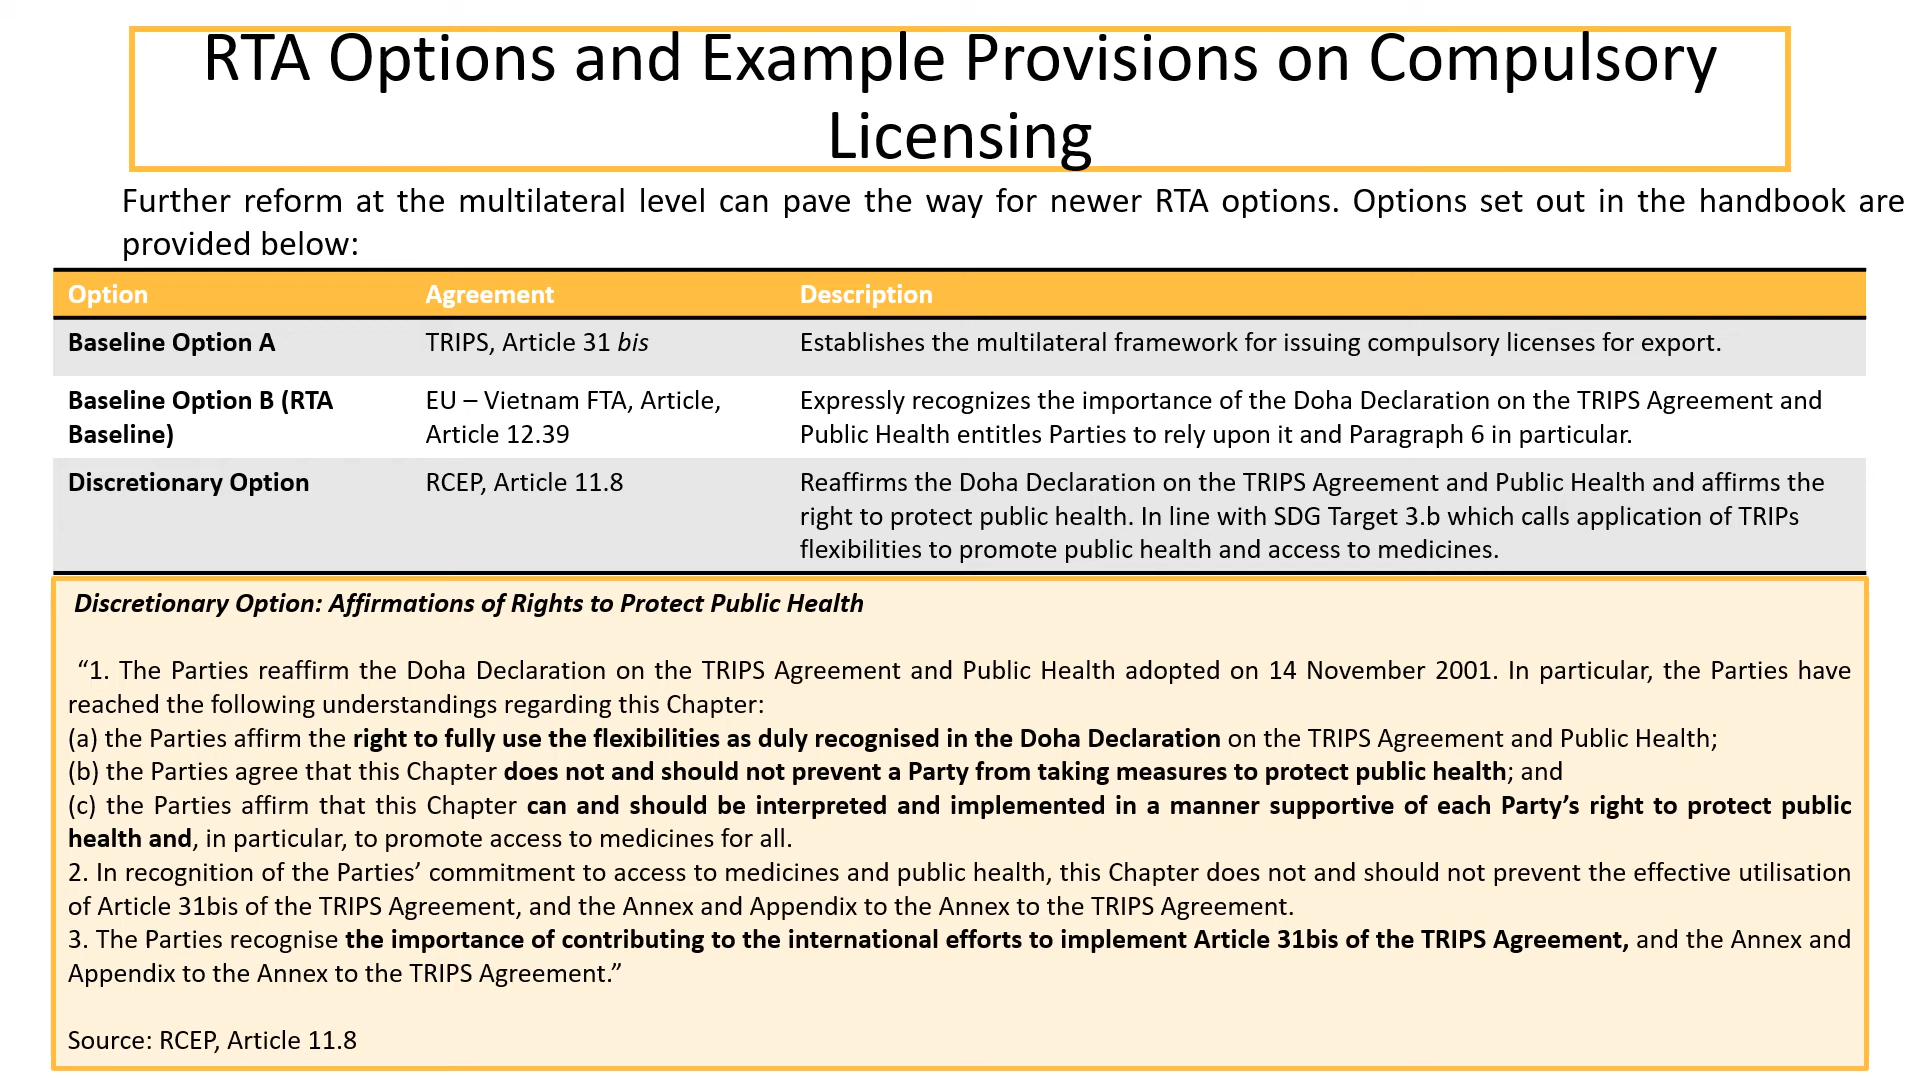 RTA Options and Example Provisions on Compulsory
Licensing
Further reform at the multilateral level can pave the way for newer RTA options. Options set out in the handbook are
provided below:
Option Agreement Description
Baseline Option A TRIPS, Article 31 bis Establishes the multilateral framework for issuing compulsory licenses for export.
Baseline Option B (RTA EU – Vietnam FTA, Article, Expressly recognizes the importance of the Doha Declaration on the TRIPS Agreement and
Baseline) Article 12.39 Public Health entitles Parties to rely upon it and Paragraph 6 in particular.
Discretionary Option RCEP, Article 11.8 Reaffirms the Doha Declaration on the TRIPS Agreement and Public Health and affirms the
right to protect public health. In line with SDG Target 3.b which calls application of TRIPs
flexibilities to promote public health and access to medicines.
Discretionary Option: Affirmations of Rights to Protect Public Health
“1. The Parties reaffirm the Doha Declaration on the TRIPS Agreement and Public Health adopted on 14 November 2001. In particular, the Parties have
reached the following understandings regarding this Chapter:
(a) the Parties affirm the right to fully use the flexibilities as duly recognised in the Doha Declaration on the TRIPS Agreement and Public Health;
(b) the Parties agree that this Chapter does not and should not prevent a Party from taking measures to protect public health; and
(c) the Parties affirm that this Chapter can and should be interpreted and implemented in a manner supportive of each Party’s right to protect public
health and, in particular, to promote access to medicines for all.
2. In recognition of the Parties’ commitment to access to medicines and public health, this Chapter does not and should not prevent the effective utilisation
of Article 31bis of the TRIPS Agreement, and the Annex and Appendix to the Annex to the TRIPS Agreement.
3. The Parties recognise the importance of contributing to the international efforts to implement Article 31bis of the TRIPS Agreement, and the Annex and
Appendix to the Annex to the TRIPS Agreement.”
Source: RCEP, Article 11.8